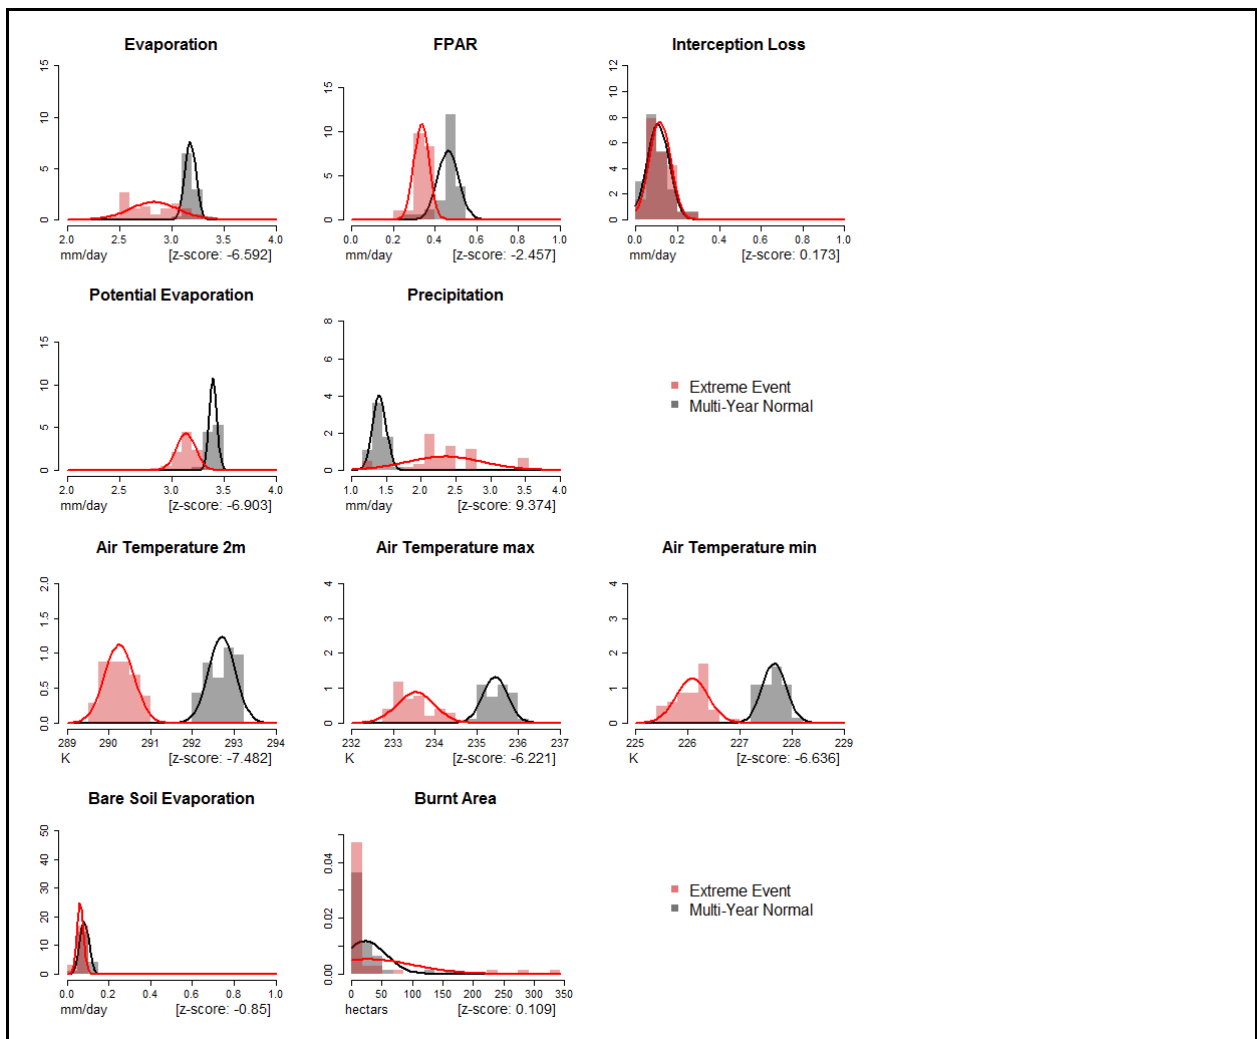 Evaporation
15
10
5
0
2.0 2.5 3.0 3.5 4.0
mm/day [z-score: -6.592]
FPAR
15
10
5
0
0.0 0.2 0.4 0.6 0.8 1.0
mm/day [z-score: -2.457]
Interception Loss
12
10
8
6
4
2
0
0.0 0.2 0.4 0.6 0.8 1.0
mm/day [z-score: 0.173]
Potential Evaporation
15
10
5
0
2.0 2.5 3.0 3.5 4.0
mm/day [z-score: -6.903]
Precipitation
8
6
4
2
0
1.0 1.5 2.0 2.5 3.0 3.5 4.0
mm/day [z-score: 9.374]
Extreme Event
Multi-Year Normal
Air Temperature 2m
2.0
1.5
1.0
0.5
0.0
289 290 291 292 293 294
K [z-score: -7.482]
Air Temperature max
4
3
2
1
0
232 233 234 235 236 237
K [z-score: -6.221]
Air Temperature min
4
3
2
1
0
225 226 227 228 229
K [z-score: -6.636]
Bare Soil Evaporation
50
40
30
20
10
0
0.0 0.2 0.4 0.6 0.8 1.0
mm/day [z-score: -0.85]
Burnt Area
0.04
0.02
0.00
0 50 100 150 200 250 300 350
hectars [z-score: 0.109]
Extreme Event
Multi-Year Normal